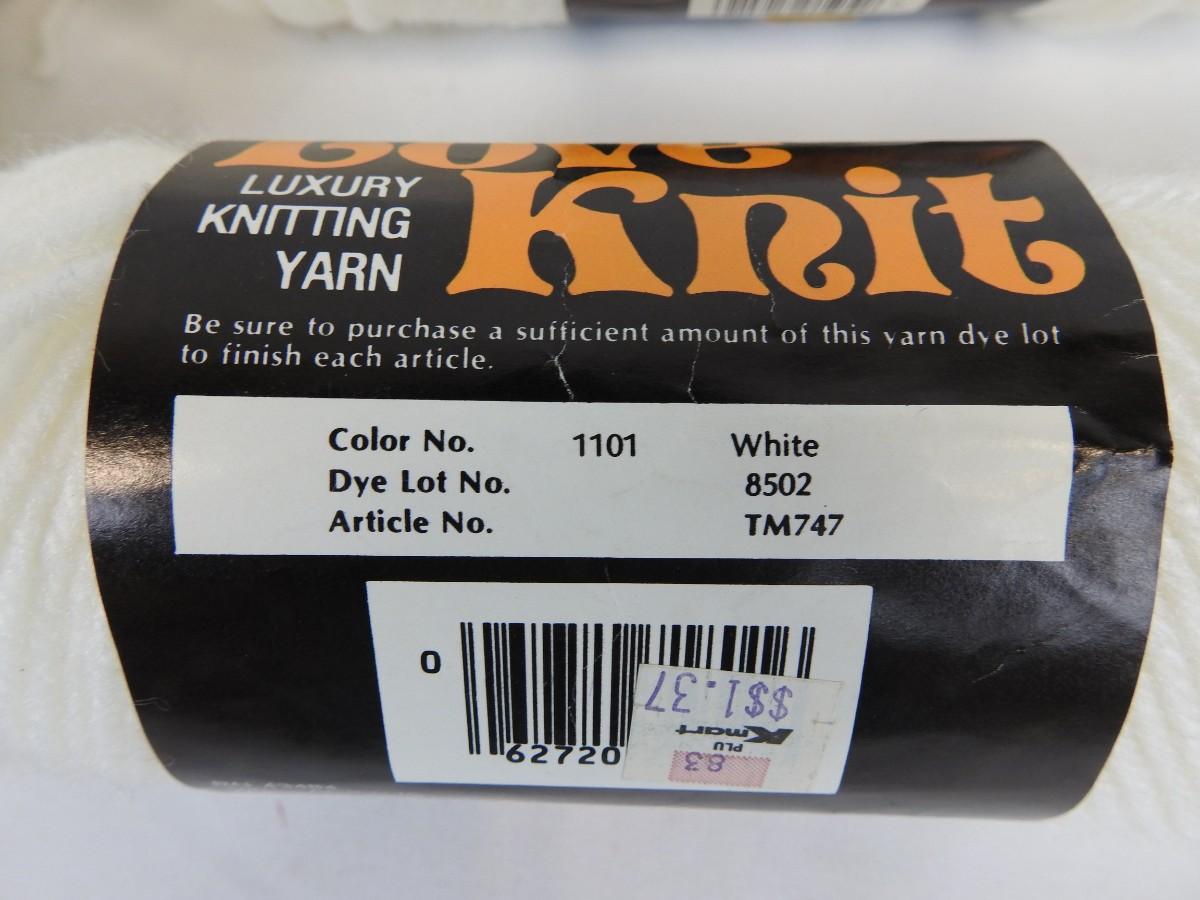 Love
LUXURY
KNITTING
YARN
Knit
Be sure to purchase a sufficient amount of this yarn dye lot
to finish each article.
Color No. 1101 White
Dye Lot No. 8502
Article No. TM747
0
62720
$$1.37
Kmart
PLU
83